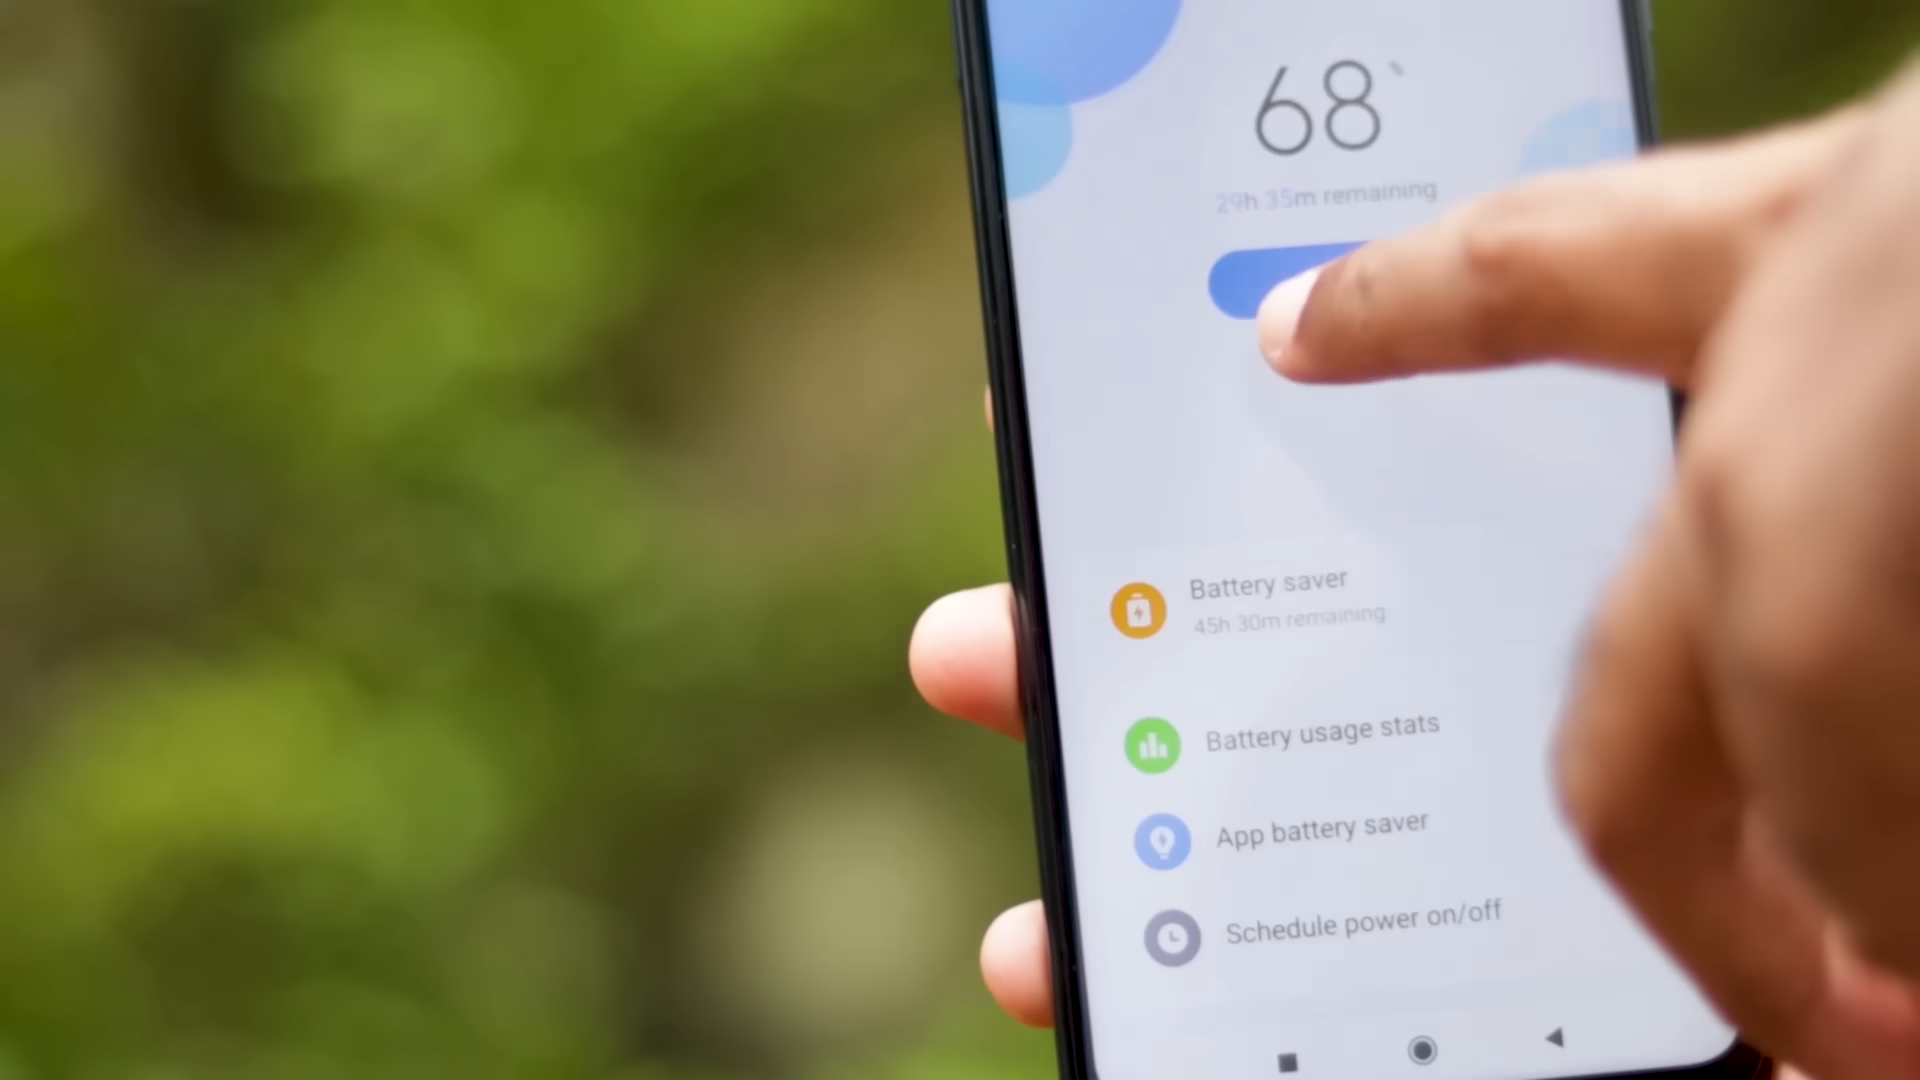 68%
29h 35m remaining
Battery saver
45h 30m remaining
Battery usage stats
App battery saver
Schedule power on/off